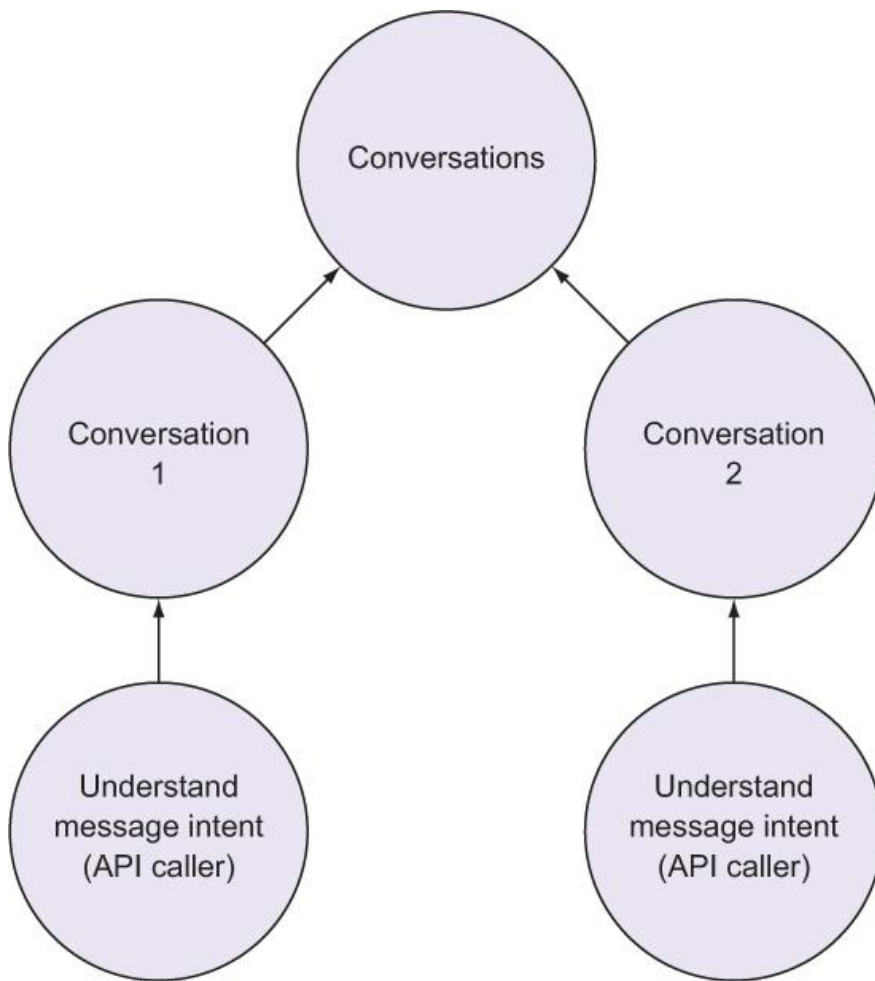 Conversations
Conversation
1
Conversation
2
Understand
message intent
(API caller)
Understand
message intent
(API caller)